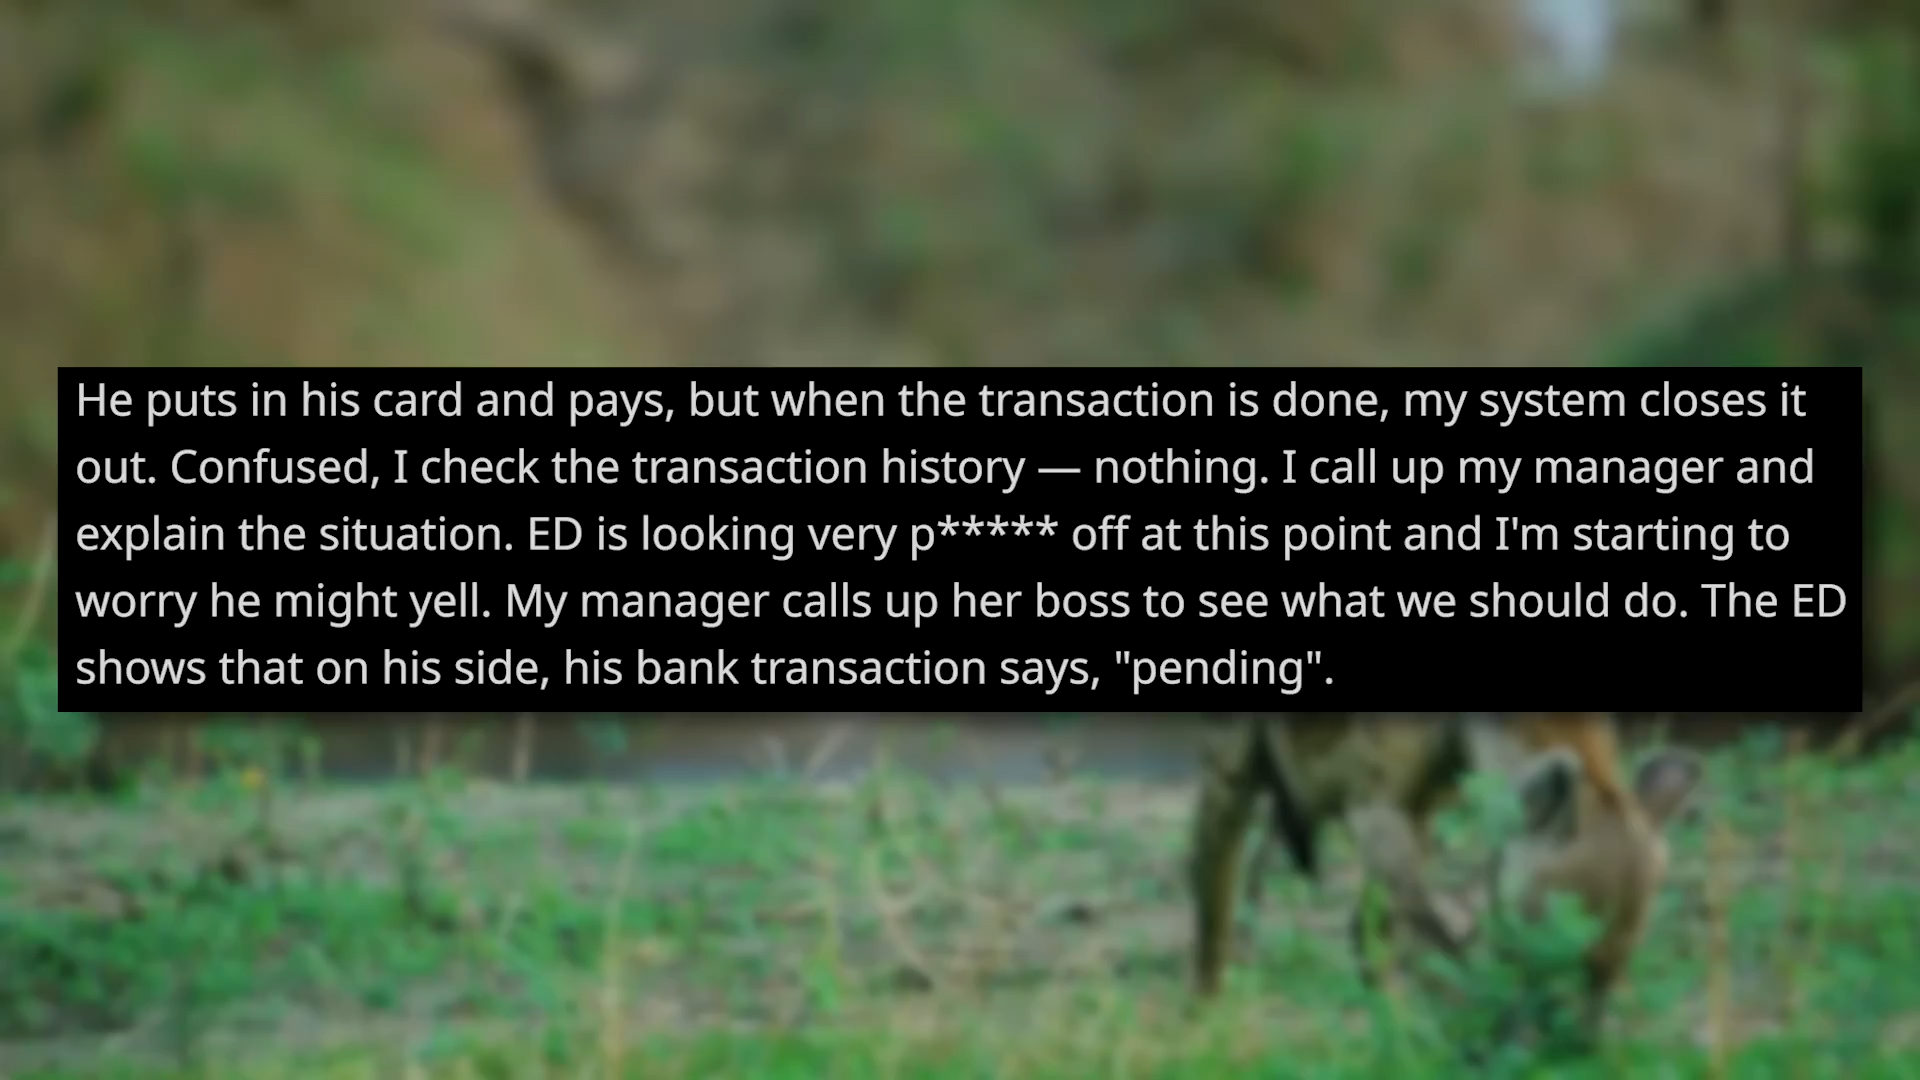 He puts in his card and pays, but when the transaction is done, my system closes it
out. Confused, I check the transaction history — nothing. I call up my manager and
explain the situation. ED is looking very p***** off at this point and I'm starting to
worry he might yell. My manager calls up her boss to see what we should do. The ED
shows that on his side, his bank transaction says, "pending".